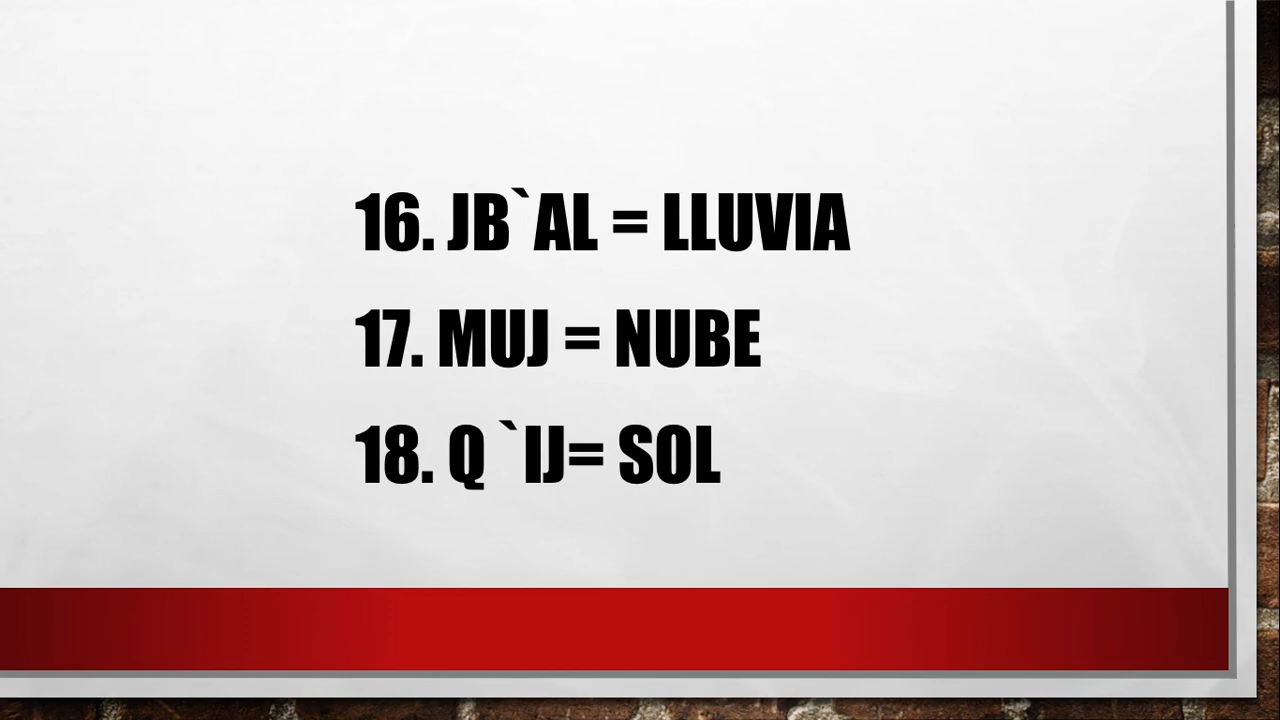 16. JB`AL = LLUVIA
17. MUJ = NUBE
18. Q `IJ= SOL